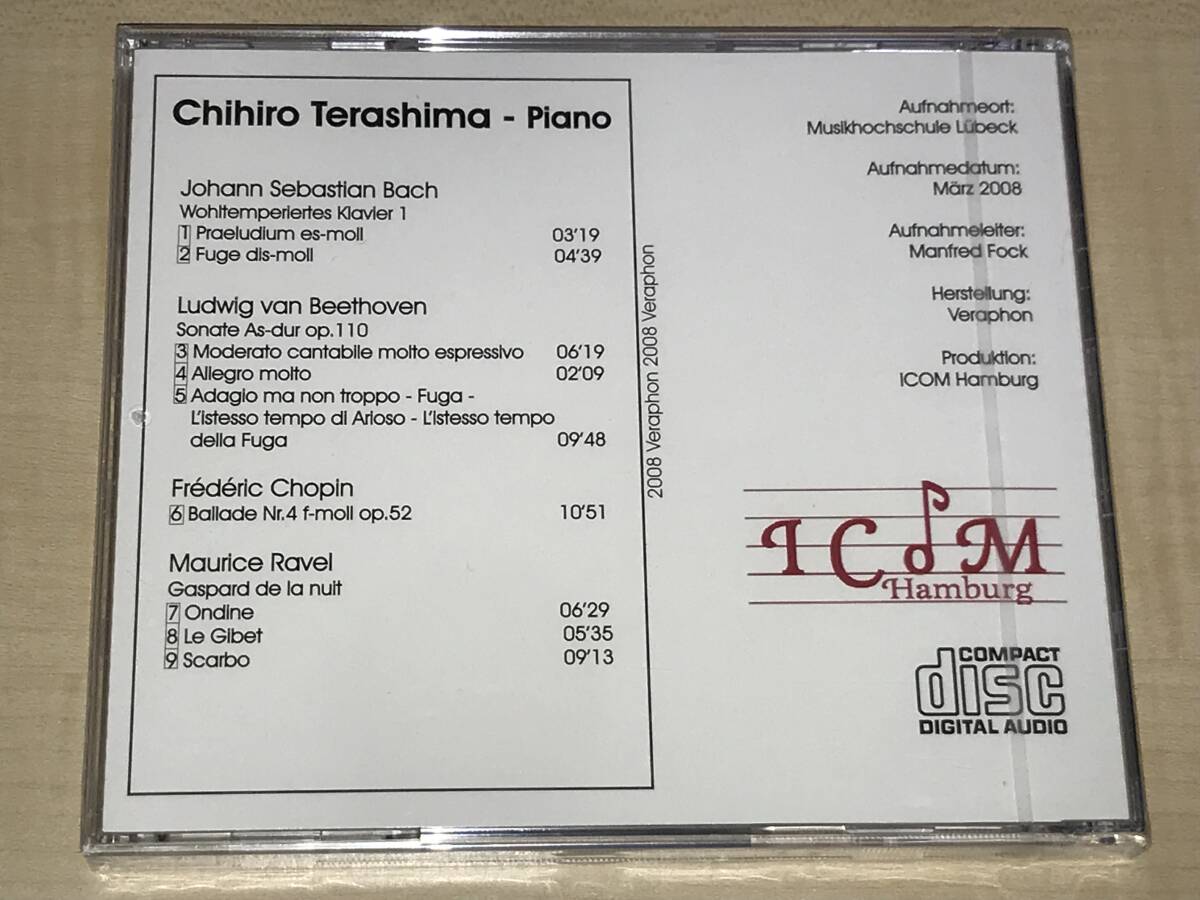 Chihiro Terashima - Piano
Johann Sebastian Bach
Wohltemperiertes Klavier 1
1 Praeludium es-moll 03'19
2 Fuge dis-moll 04'39
Ludwig van Beethoven
Sonate As-dur op.110
3 Moderato cantabile molto espressivo 06'19
4 Allegro molto 02'09
5 Adagio ma non troppo - Fuga -
L'Istesso tempo di Arioso - L'Istesso tempo
della Fuga 09'48
Frédéric Chopin
6 Ballade Nr.4 f-moll op.52 10'51
Maurice Ravel
Gaspard de la nuit
7 Ondine 06'29
8 Le Gibet 05'35
9 Scarbo 09'13
2008 Veraphon 2008 Veraphon
Aufnahmeort:
Musikhochschule Lübeck
Aufnahmedatum:
März 2008
Aufnahmeleiter:
Manfred Fock
Herstellung:
Veraphon
Produktion:
ICOM Hamburg
ICOM
Hamburg
COMPACT
disc
DIGITAL AUDIO